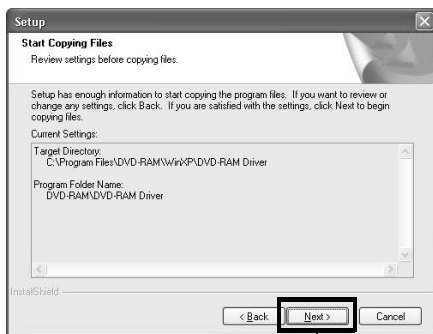 Setup
Start Copying Files
Review settings before copying files.
Setup has enough information to start copying the program files. If you want to review or
change any settings, click Back. If you are satisfied with the settings, click Next to begin
copying files.
Current Settings:
Target Directory:
C:\Program Files\DVD-RAM\WinXP\DVD-RAM Driver
Program Folder Name:
DVD-RAM\DVD-RAM Driver
InstallShield
< Back
Next >
Cancel